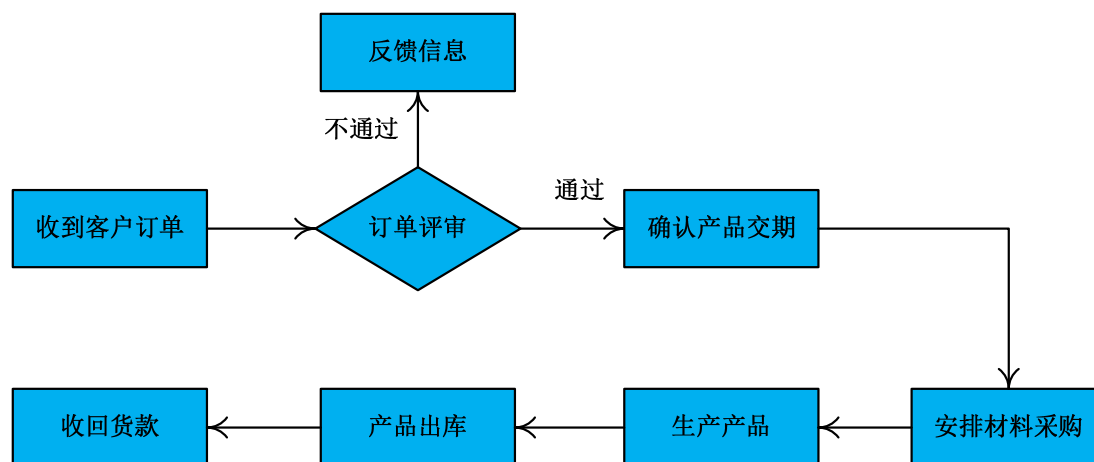 反馈信息
不通过
通过
收到客户订单
订单评审
确认产品交期
收回货款
产品出库
生产产品
安排材料采购